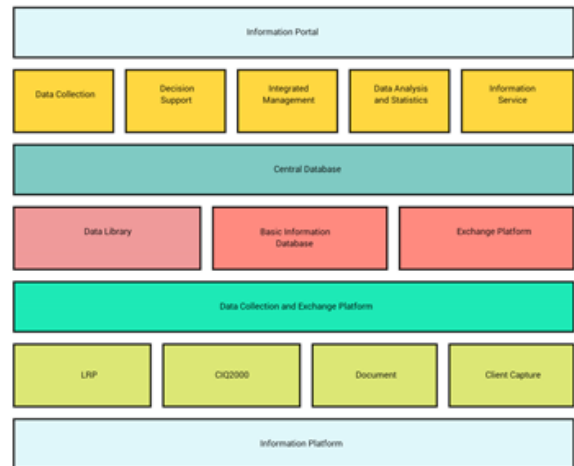 Information Portal
Data Collection
Decision
Support
Integrated
Management
Data Analysis
and Statistics
Information
Service
Central Database
Data Library
Basic Information
Database
Exchange Platform
Data Collection and Exchange Platform
LRP
CIQ2000
Document
Client Capture
Information Platform